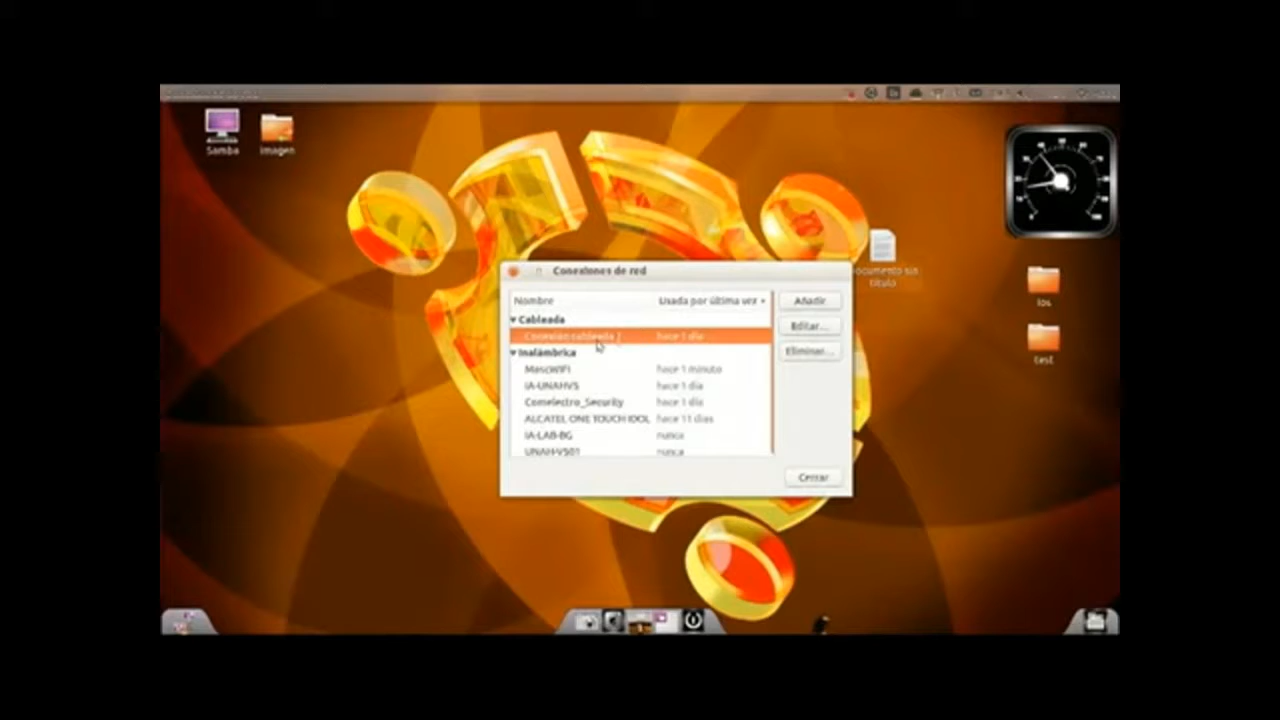 Samba
Imagen
Conexiones de red
Nombre
Usada por última vez
Añadir
Cableada
Editar...
Conexión cableada 1
hace 1 día
Inalámbrica
Eliminar...
hace 1 minuto
IA-UNAHVS
hace 1 día
Comelectro_Security
hace 1 día
ALCATEL ONE TOUCH IDOL
hace 11 días
IA-LAB-BG
nunca
UNAH-VS01
nunca
Cerrar
documento sin
título
los
test